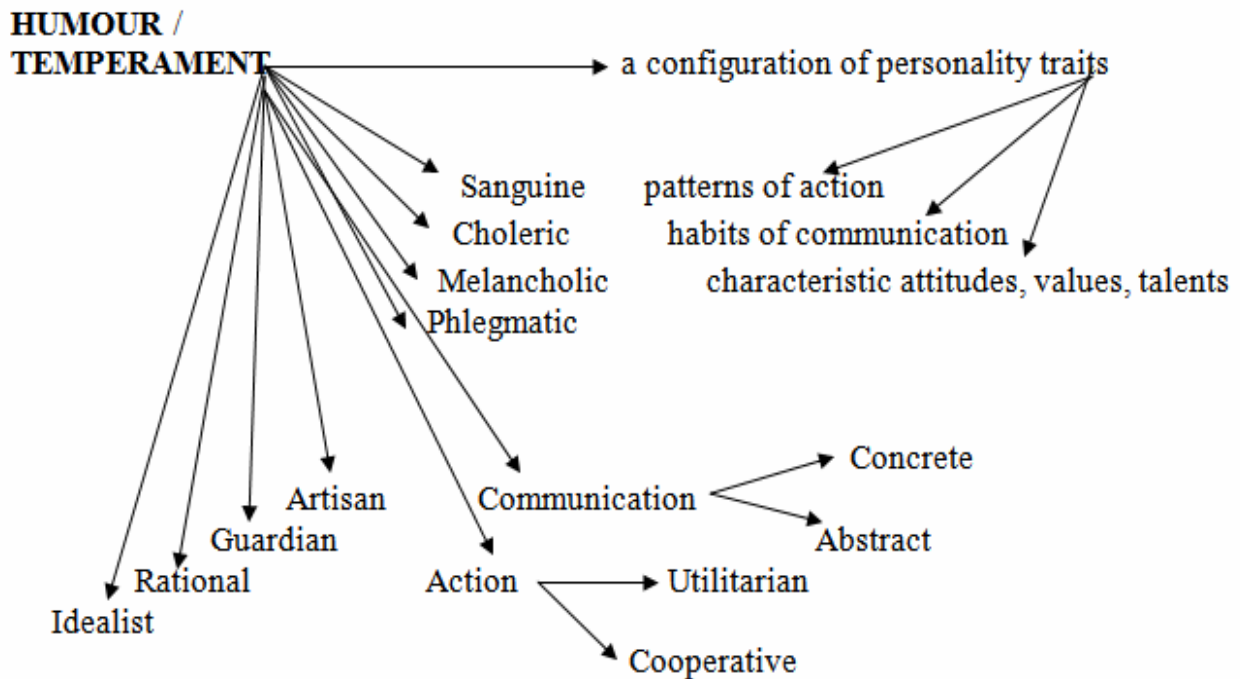 HUMOUR /
TEMPERAMENT
a configuration of personality traits
Sanguine
patterns of action
Choleric
habits of communication
Melancholic
characteristic attitudes, values, talents
Phlegmatic
Concrete
Artisan
Communication
Guardian
Abstract
Rational
Action
Utilitarian
Idealist
Cooperative